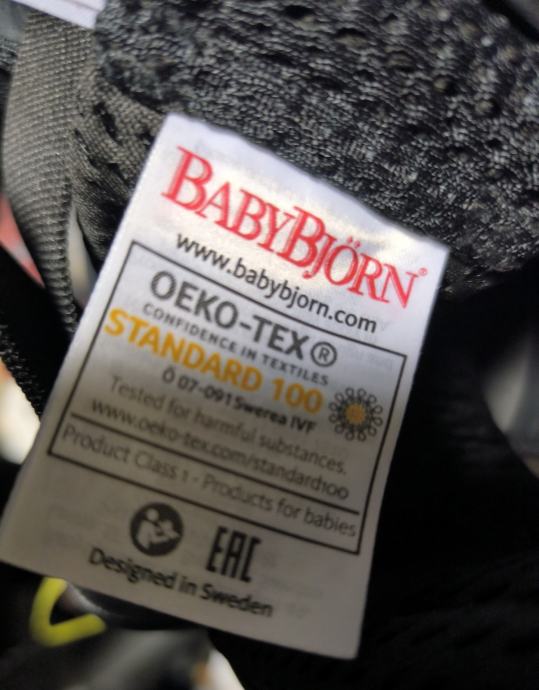 BABYBJÖRN®
www.babybjorn.com
OEKO-TEX®
CONFIDENCE IN TEXTILES
STANDARD 100
Ö 07-091 Swerea IVF
Tested for harmful substances.
www.oeko-tex.com/standard100
Product Class 1 - Products for babies
EAC
Designed in Sweden